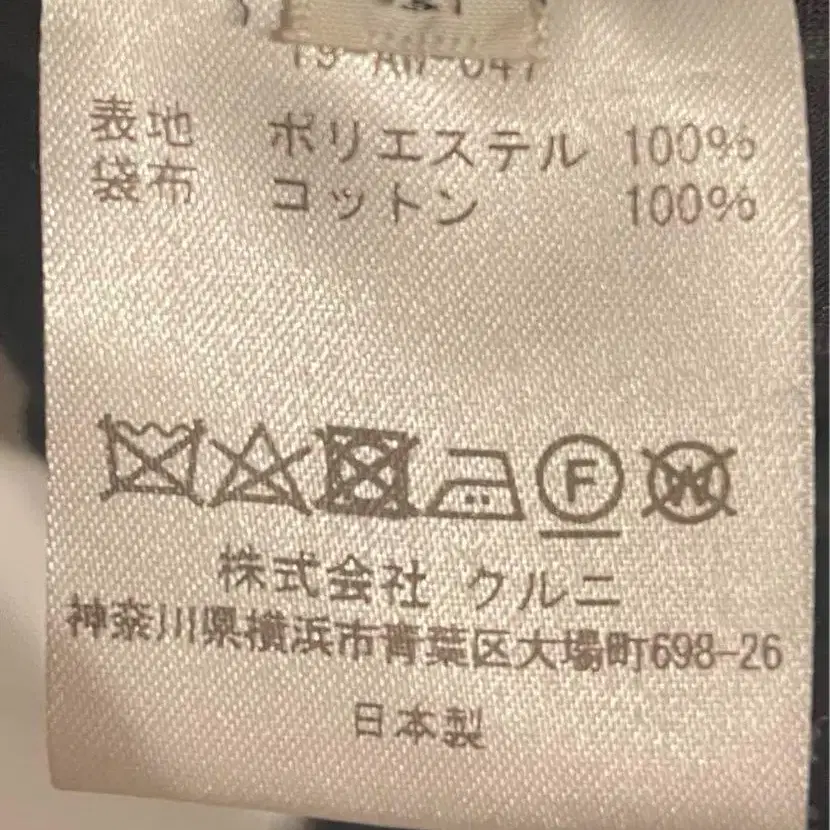 表地 ポリエステル 100%
袋布 コットン 100%
F W
株式会社 クルニ
神奈川県横浜市青葉区大場町698-26
日本製